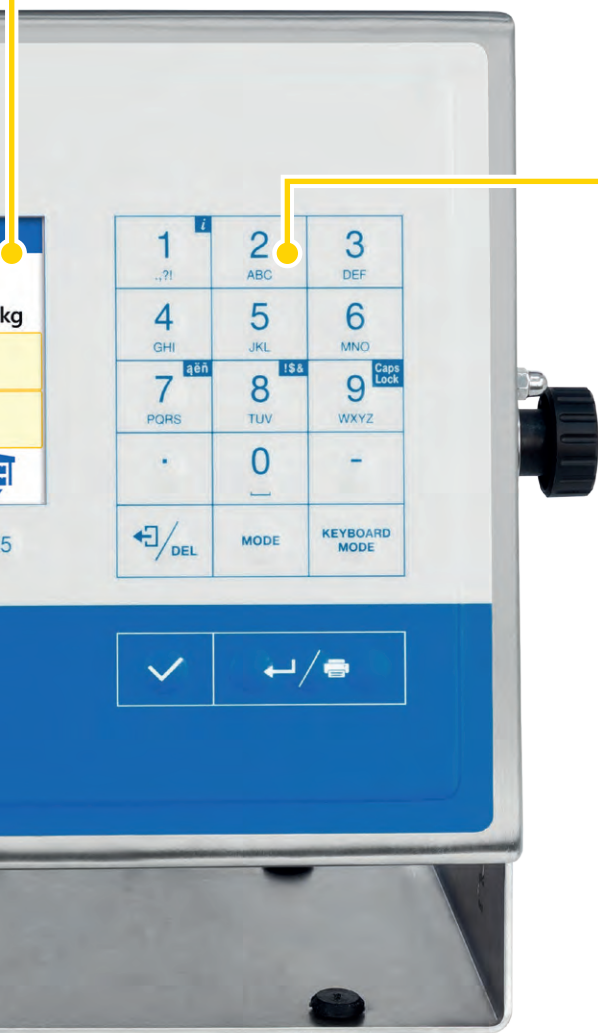 kg
5
1 i
.,?!
2
ABC
3
DEF
4
GHI
5
JKL
6
MNO
7 ąëñ
PQRS
8 !$&
TUV
9 Caps Lock
WXYZ
.
0
-
/DEL
MODE
KEYBOARD
MODE
/